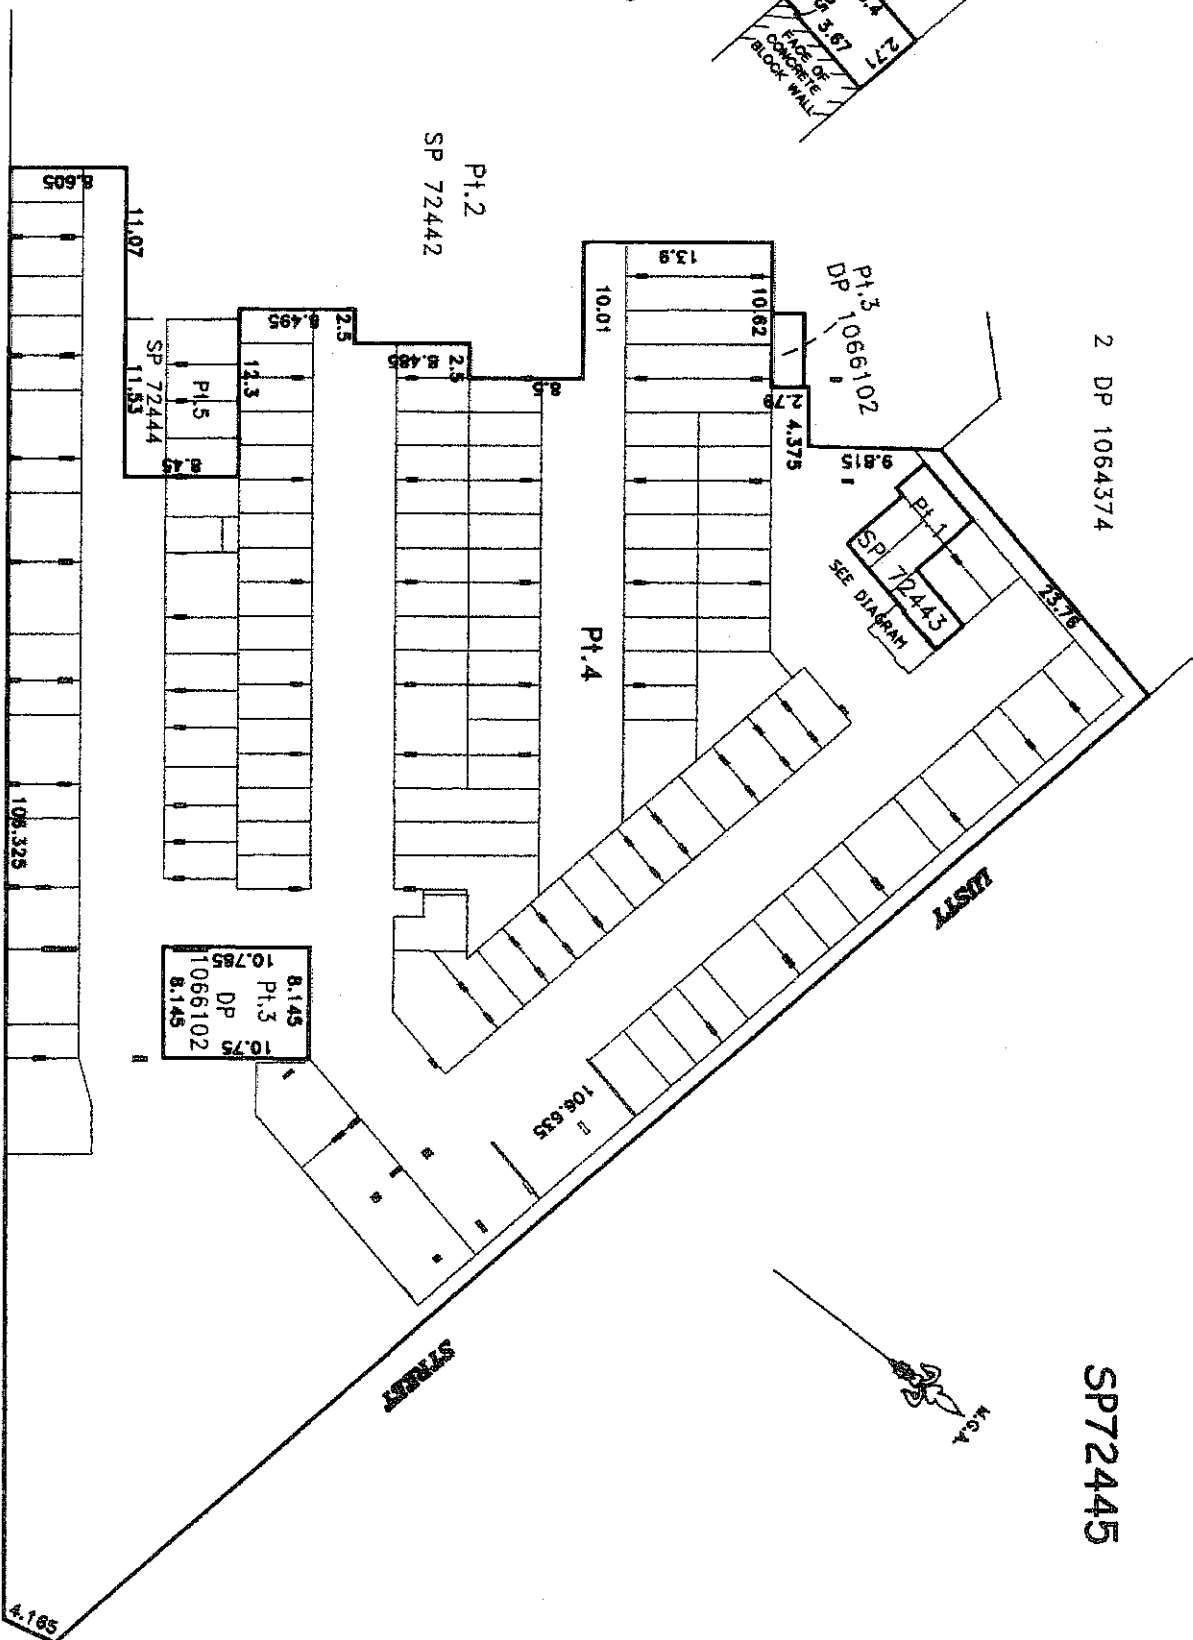 SP72445
2 DP 1064374
2.71
3.67
FACE OF
CONCRETE
BLOCK WALL
Pt.2
SP 72442
Pt.3
DP 1066102
8.605
11.07
SP 72444
11.53
Pt.5
8.45
12.3
8.495
2.5
8.485
2.5
8.5
10.01
13.9
10.62
2.79
4.375
9.815
Pt.1
SP 72443
SEE DIAGRAM
23.76
Pt.4
LUSTY
STREET
106.635
106.325
10.785
8.145
Pt.3
DP
1066102
8.145
10.75
M.G.A.
4.165